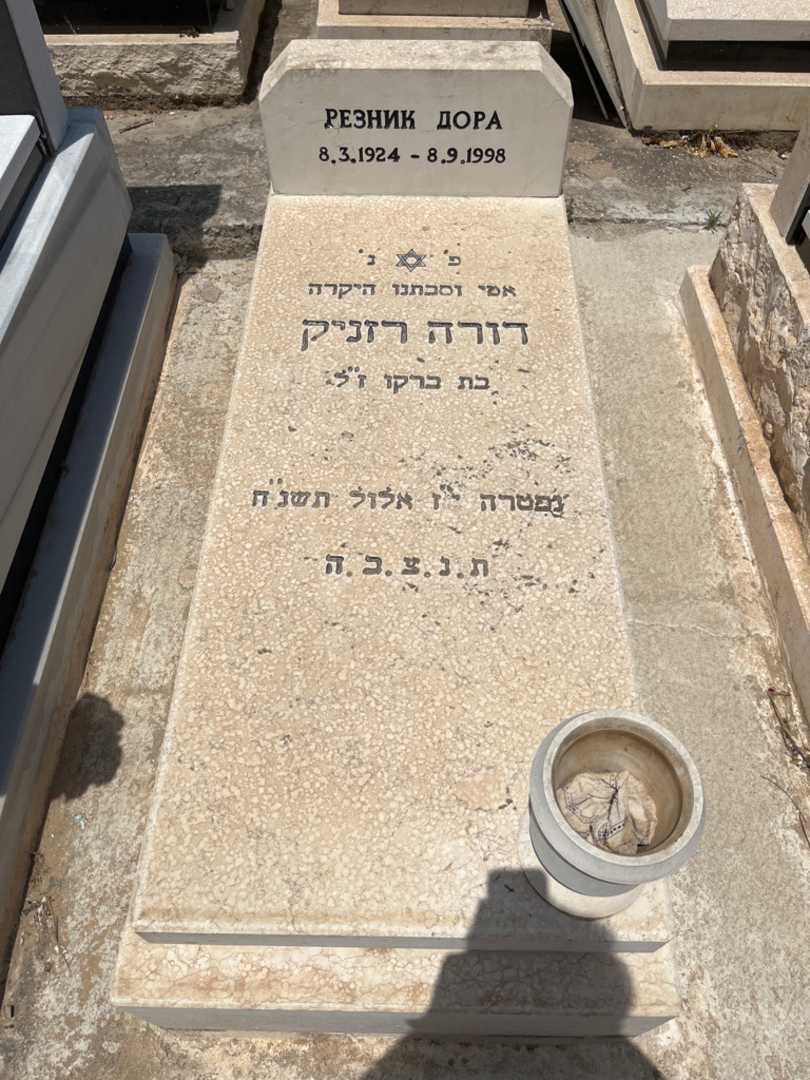 РЕЗНИК ДОРА
8.3.1924 - 8.9.1998
פ' נ'
אמי וסבתנו היקרה
דורה רזניק
בת ברקו ז"ל
נפטרה י"ז אלול תשנ"ח
ת.נ.צ.ב.ה